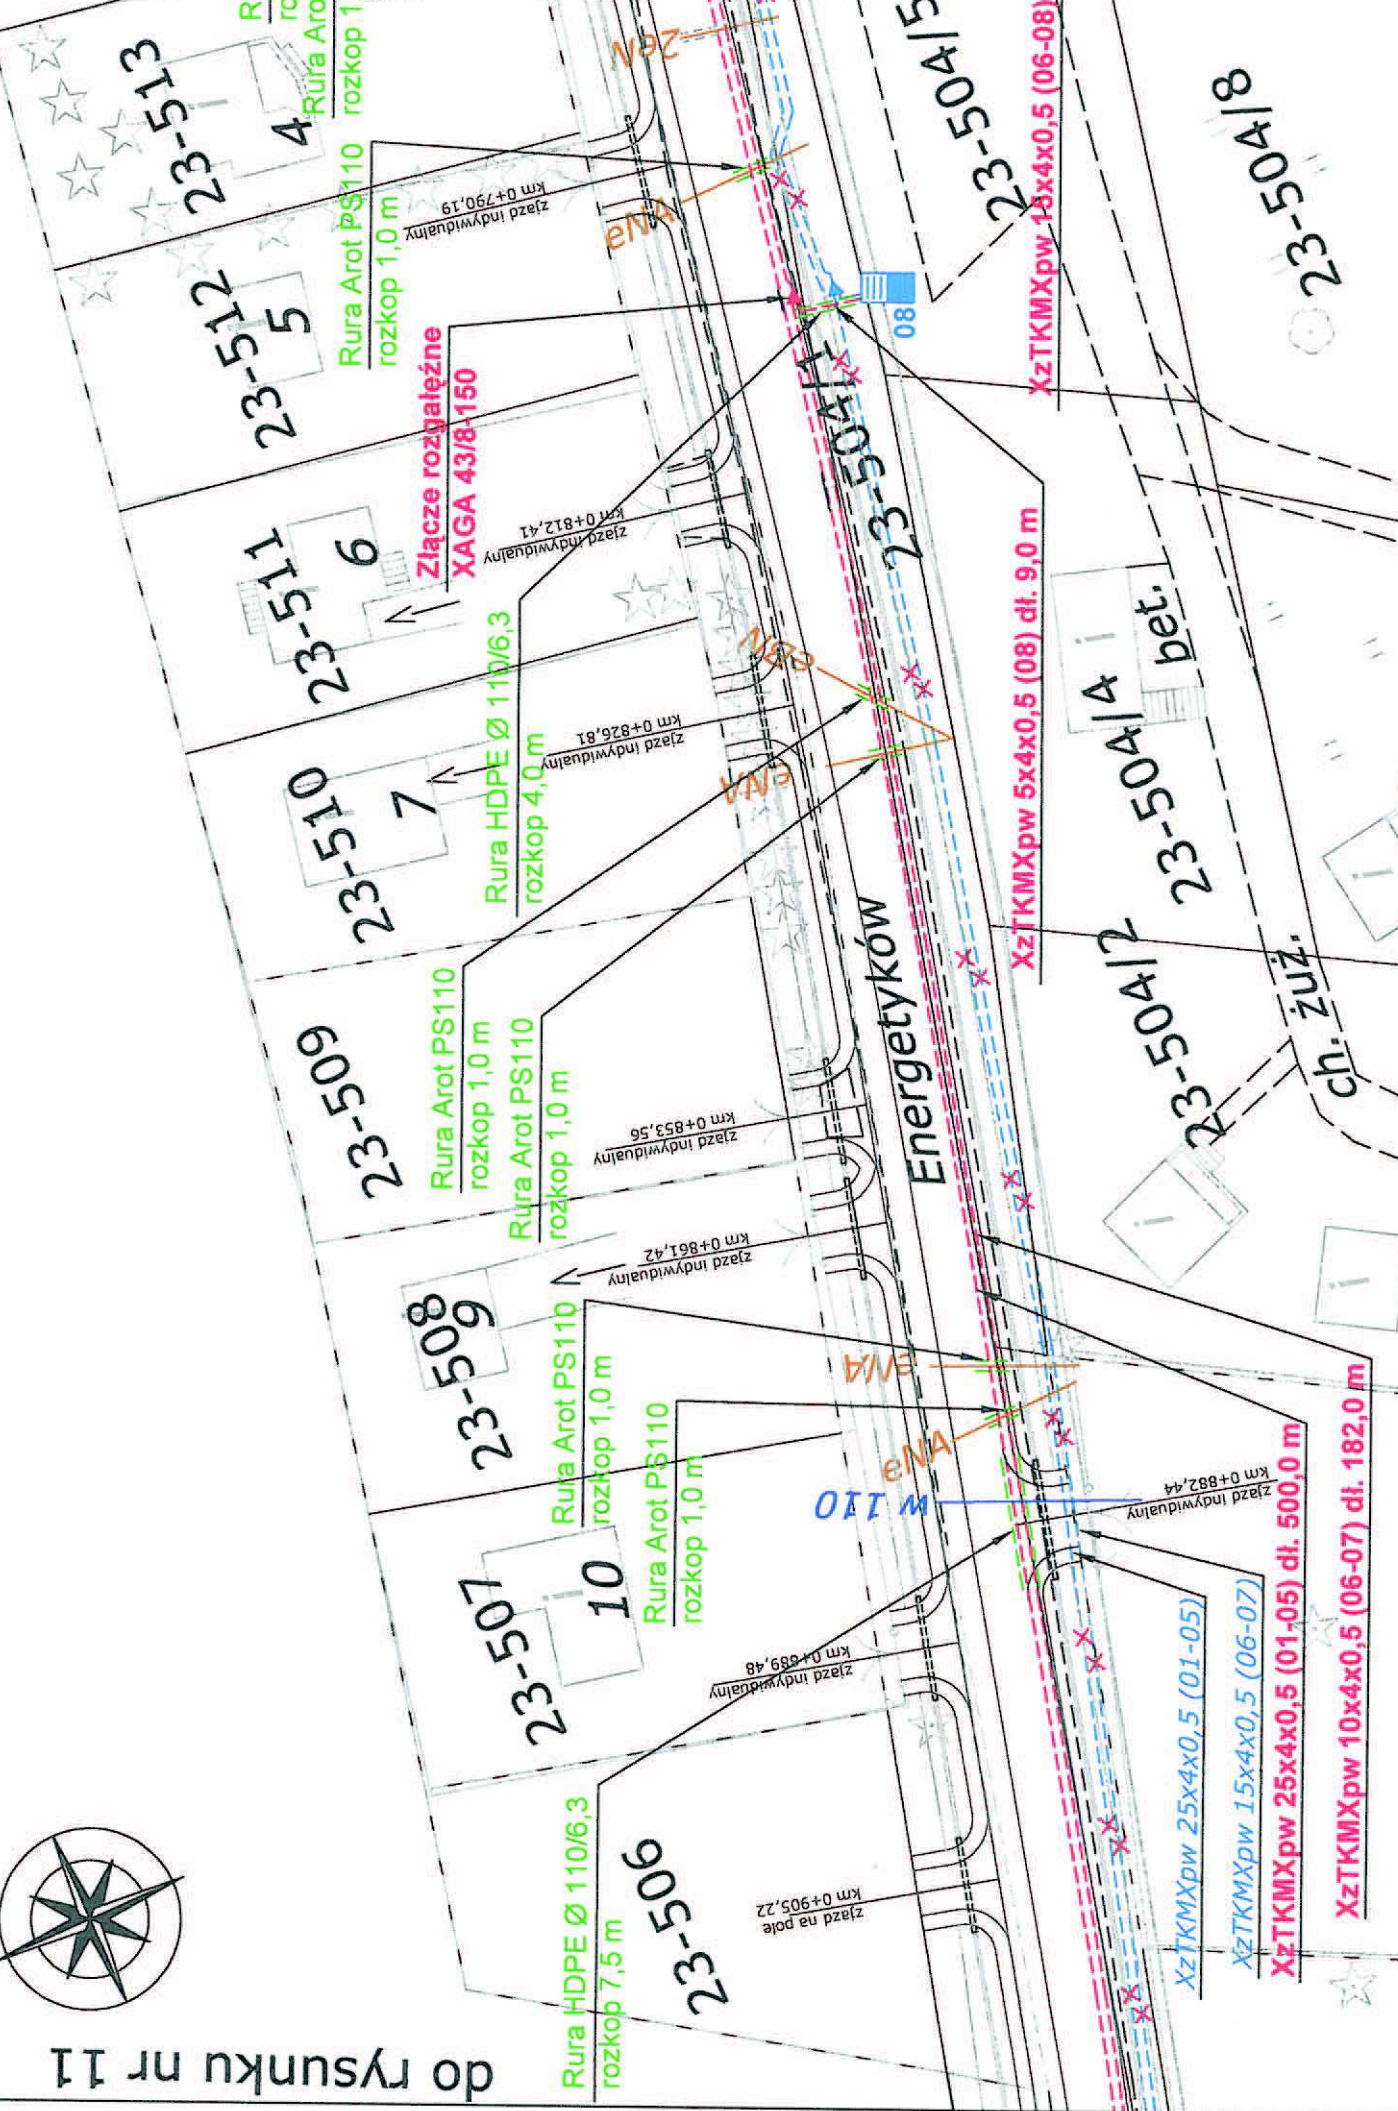 do rysunku nr 11
23-513
4
rozkop 1
Rura Arot PS110
rozkop 1,0 m
zjazd indywidualny
km 0+790,19
eNA
23-512
5
Złącze rozgałęźne
XAGA 43/8-150
08
23-504/5
23-504/8
XzTKMXpw 15x4x0,5 (06-08)
23-511
6
zjazd indywidualny
km 0+812,41
23-504/1
Rura HDPE Ø 110/6,3
rozkop 4,0 m
23-510
7
zjazd indywidualny
km 0+826,81
eBN
eNA
XzTKMXpw 5x4x0,5 (08) dł. 9,0 m
i
bet.
23-504/4
Rura Arot PS110
rozkop 1,0 m
Rura Arot PS110
rozkop 1,0 m
23-509
zjazd indywidualny
km 0+853,56
Energetyków
23-504/2
ch. żuż.
i
i
i
23-508
9
zjazd indywidualny
km 0+861,42
Rura Arot PS110
rozkop 1,0 m
eNA
Rura Arot PS110
rozkop 1,0 m
eNA
w 110
zjazd indywidualny
km 0+882,44
23-507
10
zjazd indywidualny
km 0+889,48
Rura HDPE Ø 110/6,3
rozkop 7,5 m
23-506
zjazd na pole
km 0+905,22
XzTKMXpw 25x4x0,5 (01-05)
XzTKMXpw 15x4x0,5 (06-07)
XzTKMXpw 25x4x0,5 (01-05) dł. 500,0 m
XzTKMXpw 10x4x0,5 (06-07) dł. 182,0 m